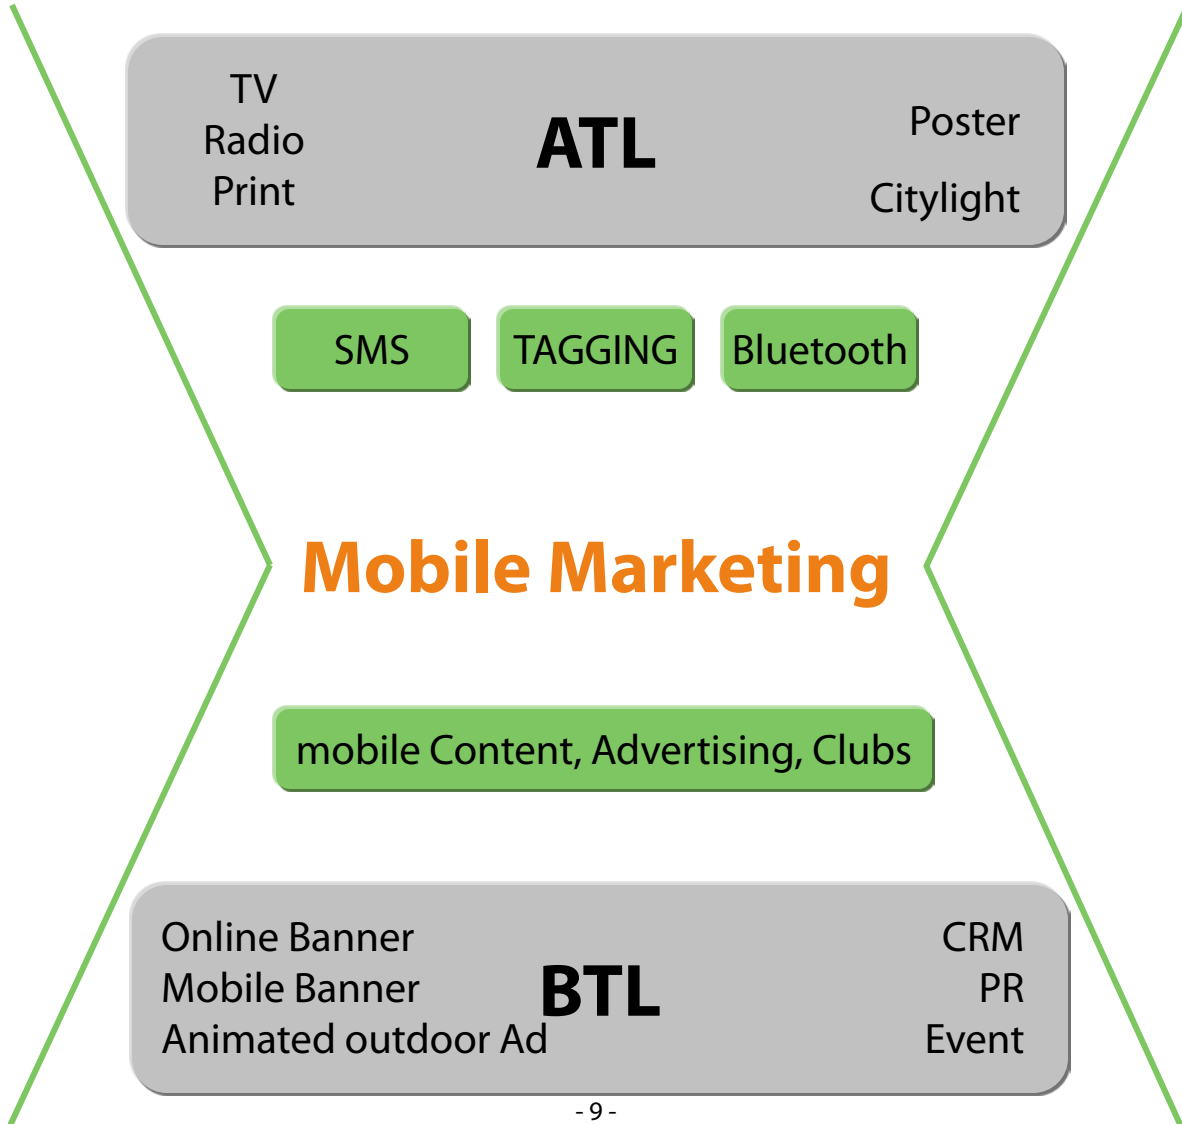 TV
Radio
Print
ATL
Poster
Citylight
SMS
TAGGING
Bluetooth
Mobile Marketing
mobile Content, Advertising, Clubs
Online Banner
Mobile Banner
Animated outdoor Ad
BTL
CRM
PR
Event
- 9 -